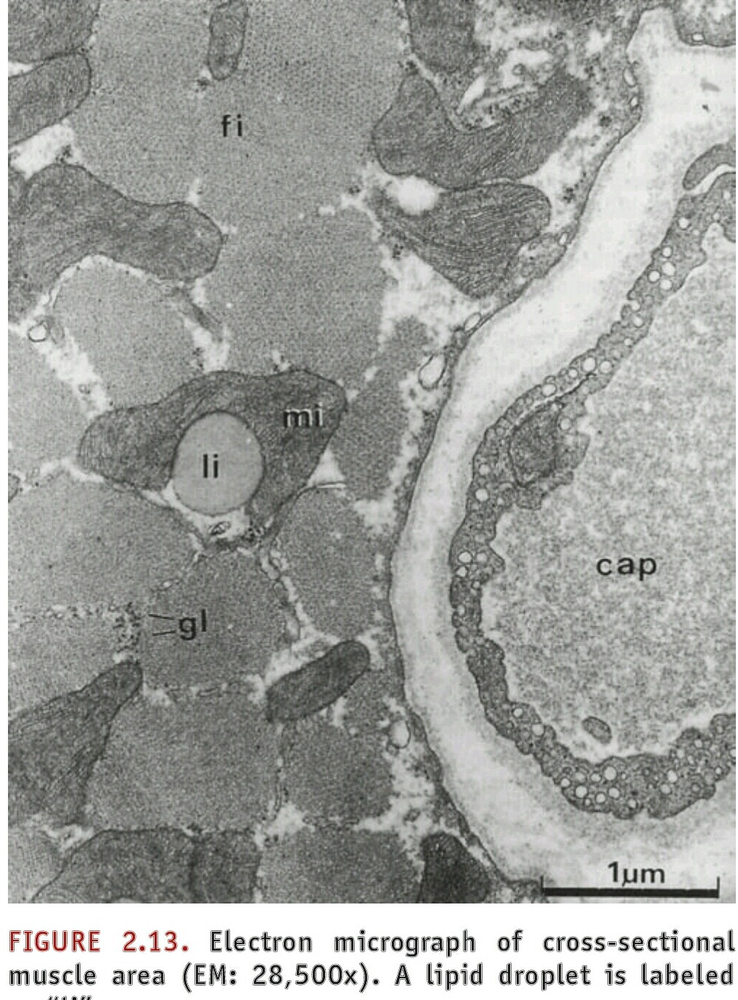 fi
mi
li
cap
gl
1µm
FIGURE 2.13. Electron micrograph of cross-sectional
muscle area (EM: 28,500x). A lipid droplet is labeled